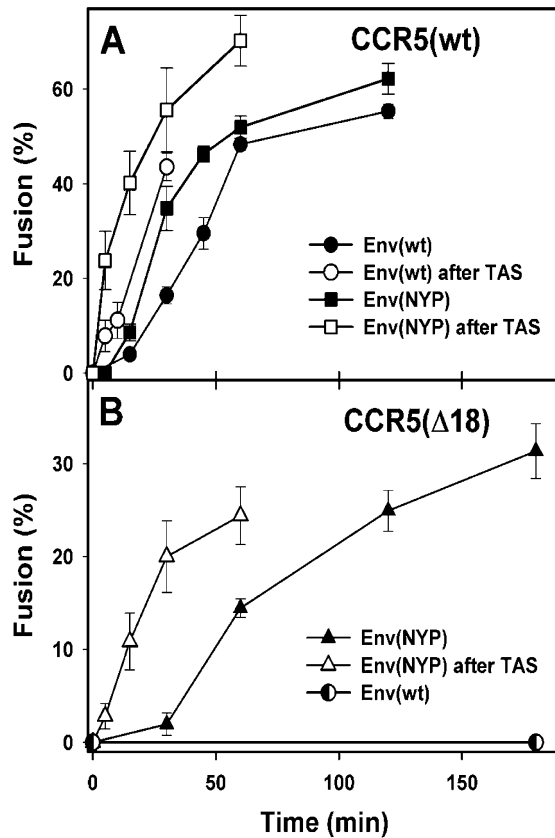 A
CCR5(wt)
60
40
20
0
Fusion (%)
Env(wt)
Env(wt) after TAS
Env(NYP)
Env(NYP) after TAS
B
CCR5(Δ18)
30
20
10
0
Fusion (%)
Env(NYP)
Env(NYP) after TAS
Env(wt)
0 50 100 150
Time (min)